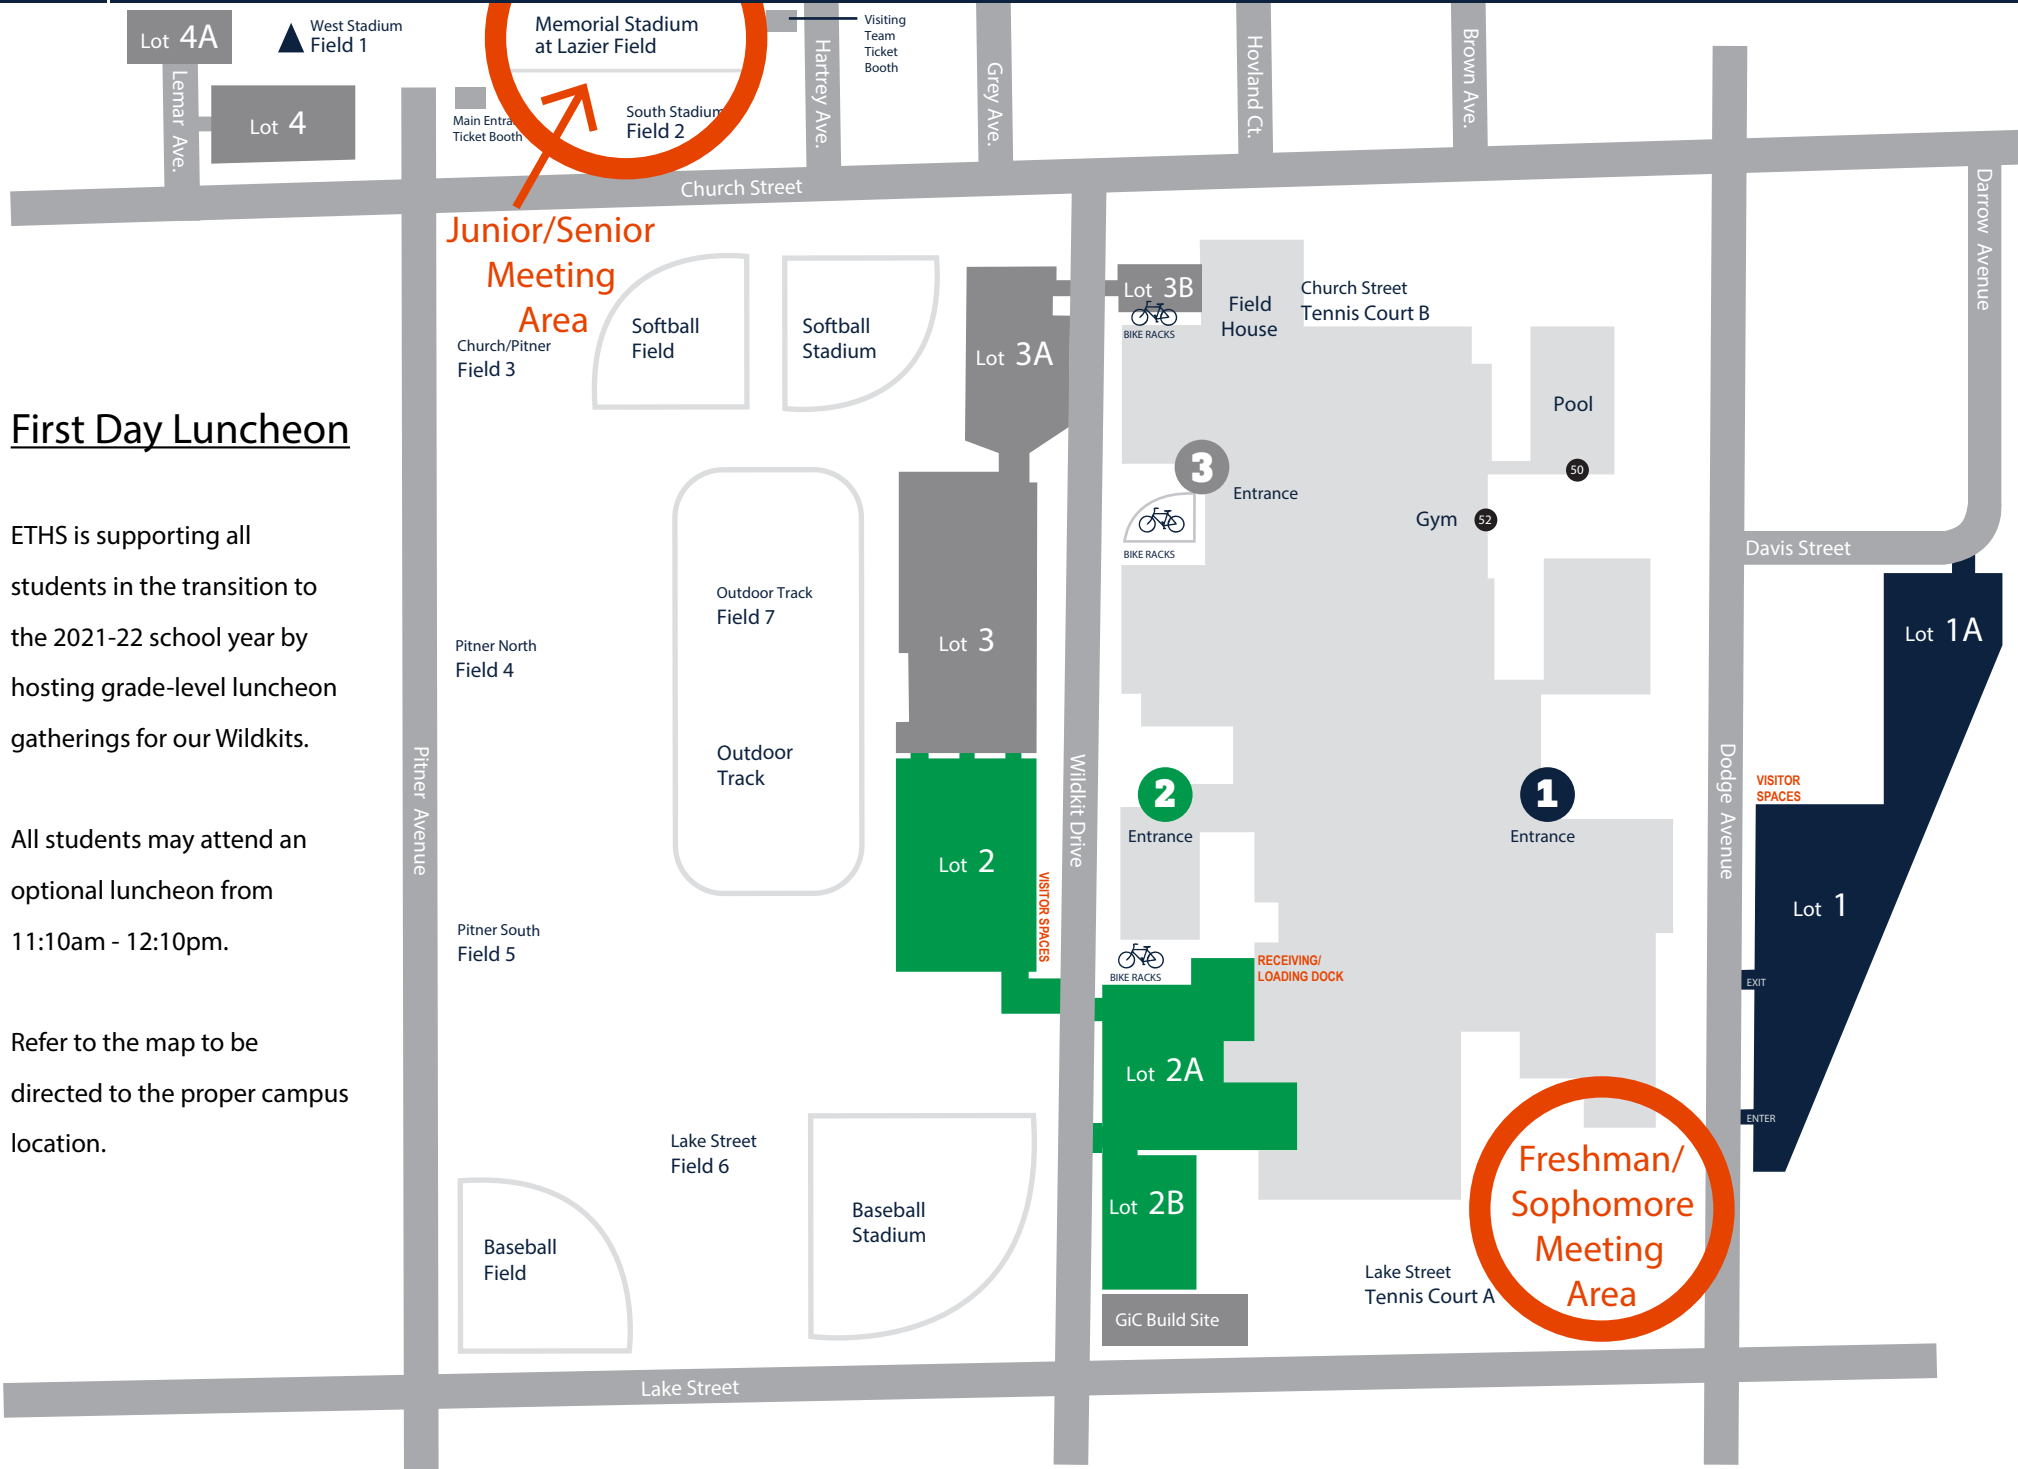 Lot 4A
West Stadium
Field 1
Memorial Stadium
at Lazier Field
Visiting
Team
Ticket
Booth
Lemar Ave.
Lot 4
Main Entra
Ticket Booth
South Stadium
Field 2
Hartrey Ave.
Grey Ave.
Hovland Ct.
Brown Ave.
Church Street
Darrow Avenue
Junior/Senior
Meeting
Area
Church/Pitner
Field 3
Softball
Field
Softball
Stadium
Lot 3A
Lot 3B
BIKE RACKS
Field
House
Church Street
Tennis Court B
Pool
50
3
Entrance
BIKE RACKS
Gym 52
Davis Street
Lot 1A
First Day Luncheon
ETHS is supporting all
students in the transition to
the 2021-22 school year by
hosting grade-level luncheon
gatherings for our Wildkits.
All students may attend an
optional luncheon from
11:10am - 12:10pm.
Refer to the map to be
directed to the proper campus
location.
Pitner Avenue
Pitner North
Field 4
Outdoor Track
Field 7
Outdoor
Track
Lot 3
Lot 2
VISITOR SPACES
Wildkit Drive
2
Entrance
1
Entrance
Dodge Avenue
VISITOR
SPACES
Lot 1
EXIT
ENTER
Pitner South
Field 5
BIKE RACKS
RECEIVING/
LOADING DOCK
Lot 2A
Lot 2B
GiC Build Site
Lake Street
Field 6
Baseball
Field
Baseball
Stadium
Lake Street
Tennis Court A
Freshman/
Sophomore
Meeting
Area
Lake Street